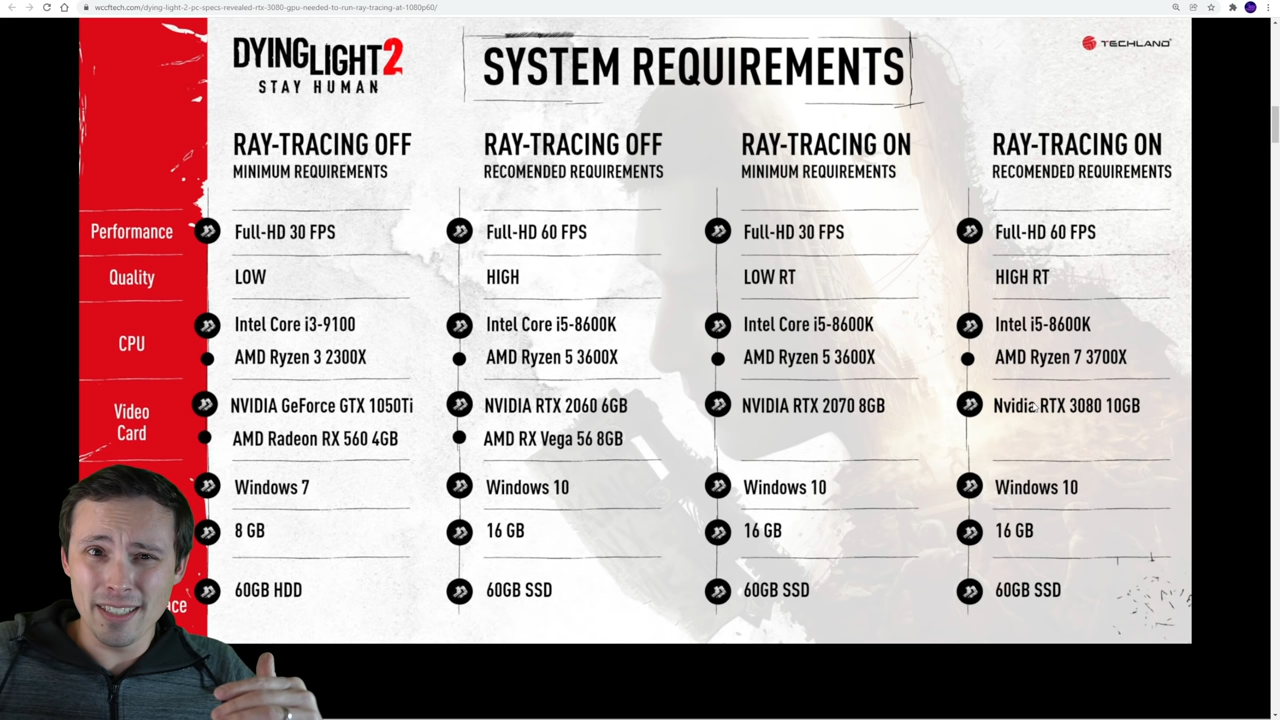 wccftech.com/dying-light-2-pc-specs-revealed-rtx-3080-gpu-needed-to-run-ray-tracing-at-1080p60/
DYING LIGHT 2
STAY HUMAN
SYSTEM REQUIREMENTS
TECHLAND
RAY-TRACING OFF RAY-TRACING OFF RAY-TRACING ON RAY-TRACING ON
MINIMUM REQUIREMENTS RECOMENDED REQUIREMENTS MINIMUM REQUIREMENTS RECOMENDED REQUIREMENTS
Performance Full-HD 30 FPS Full-HD 60 FPS Full-HD 30 FPS Full-HD 60 FPS
Quality LOW HIGH LOW RT HIGH RT
CPU
Intel Core i3-9100 Intel Core i5-8600K Intel Core i5-8600K Intel i5-8600K
AMD Ryzen 3 2300X AMD Ryzen 5 3600X AMD Ryzen 5 3600X AMD Ryzen 7 3700X
Video
Card
NVIDIA GeForce GTX 1050Ti NVIDIA RTX 2060 6GB NVIDIA RTX 2070 8GB Nvidia RTX 3080 10GB
AMD Radeon RX 560 4GB AMD RX Vega 56 8GB
Windows 7 Windows 10 Windows 10 Windows 10
8 GB 16 GB 16 GB 16 GB
60GB HDD 60GB SSD 60GB SSD 60GB SSD